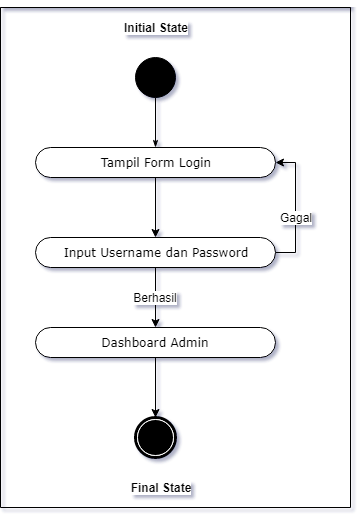 Initial State
Tampil Form Login
Gagal
Input Username dan Password
Berhasil
Dashboard Admin
Final State